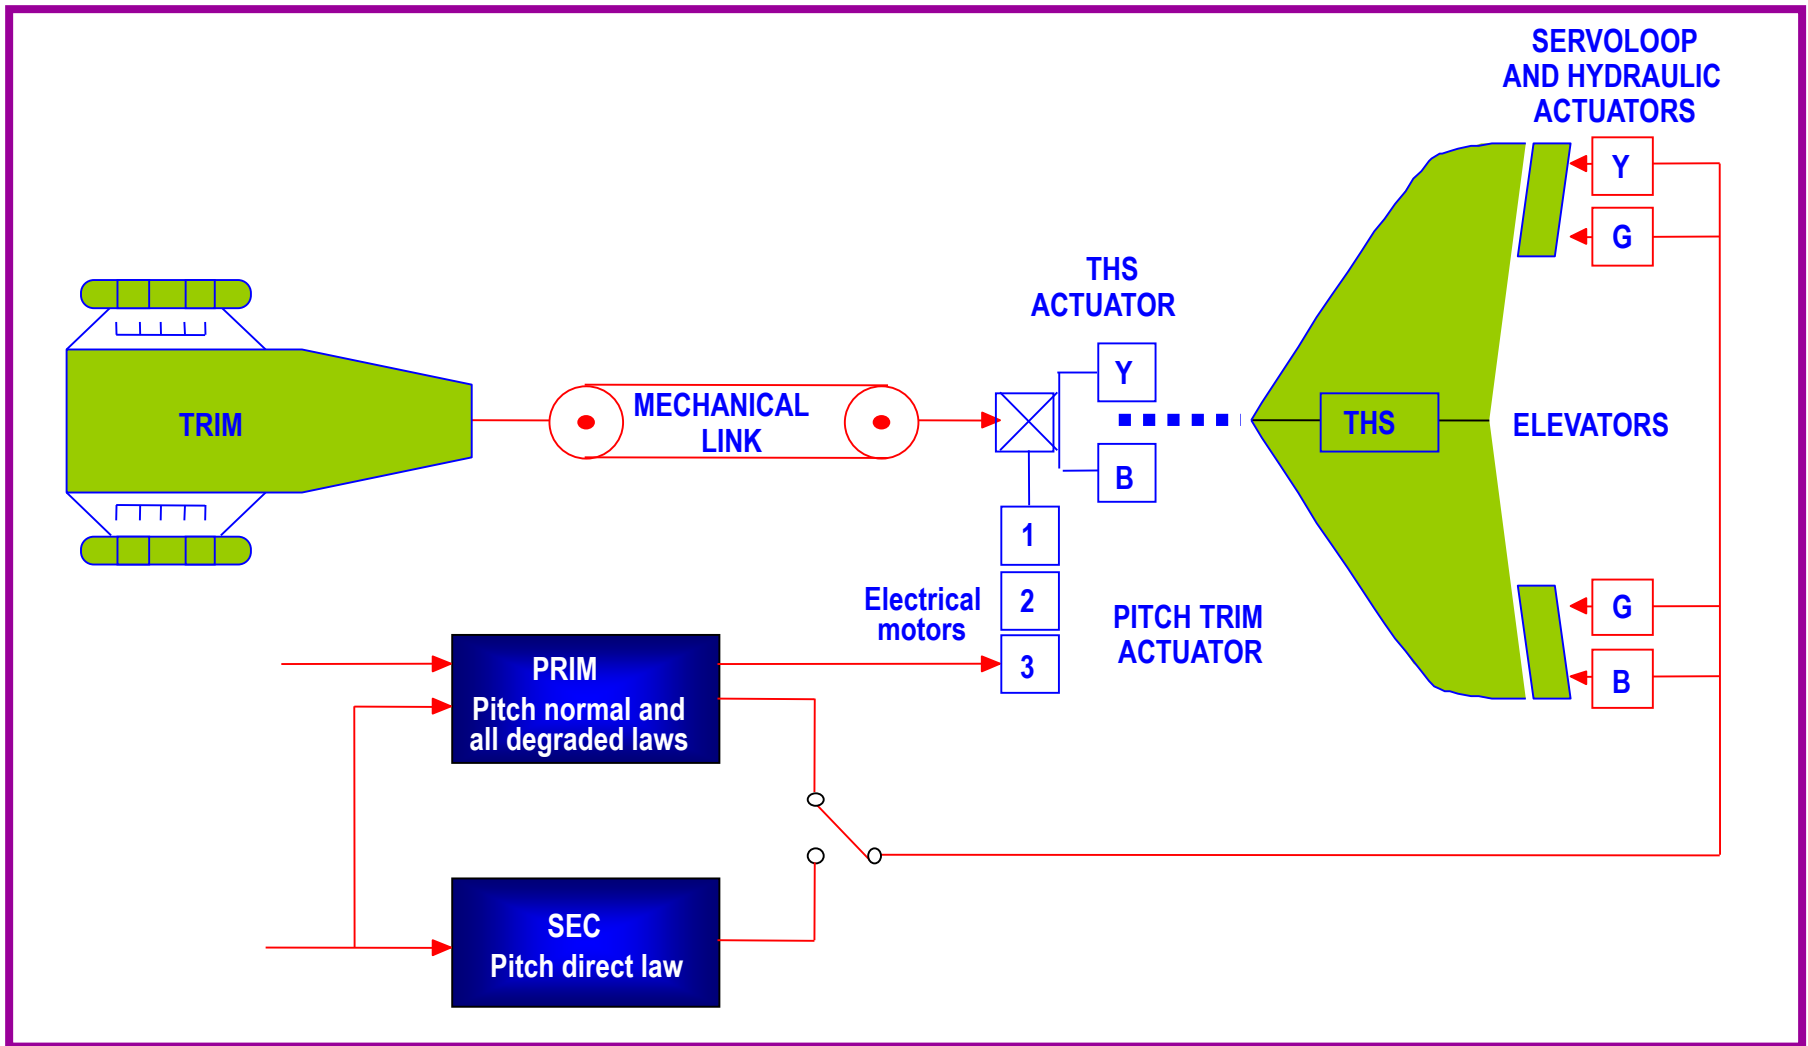 SERVOLOOP
AND HYDRAULIC
ACTUATORS
Y
G
THS
ACTUATOR
Y
B
TRIM
MECHANICAL
LINK
THS
ELEVATORS
1
2
3
Electrical
motors
PITCH TRIM
ACTUATOR
G
B
PRIM
Pitch normal and
all degraded laws
SEC
Pitch direct law